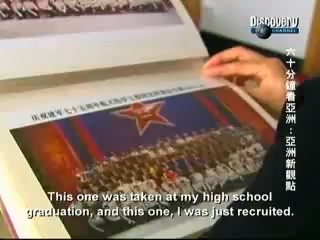 Discovery
CHANNEL
六十分鐘看亞洲：亞洲新觀點
This one was taken at my high school
graduation, and this one, I was just recruited.